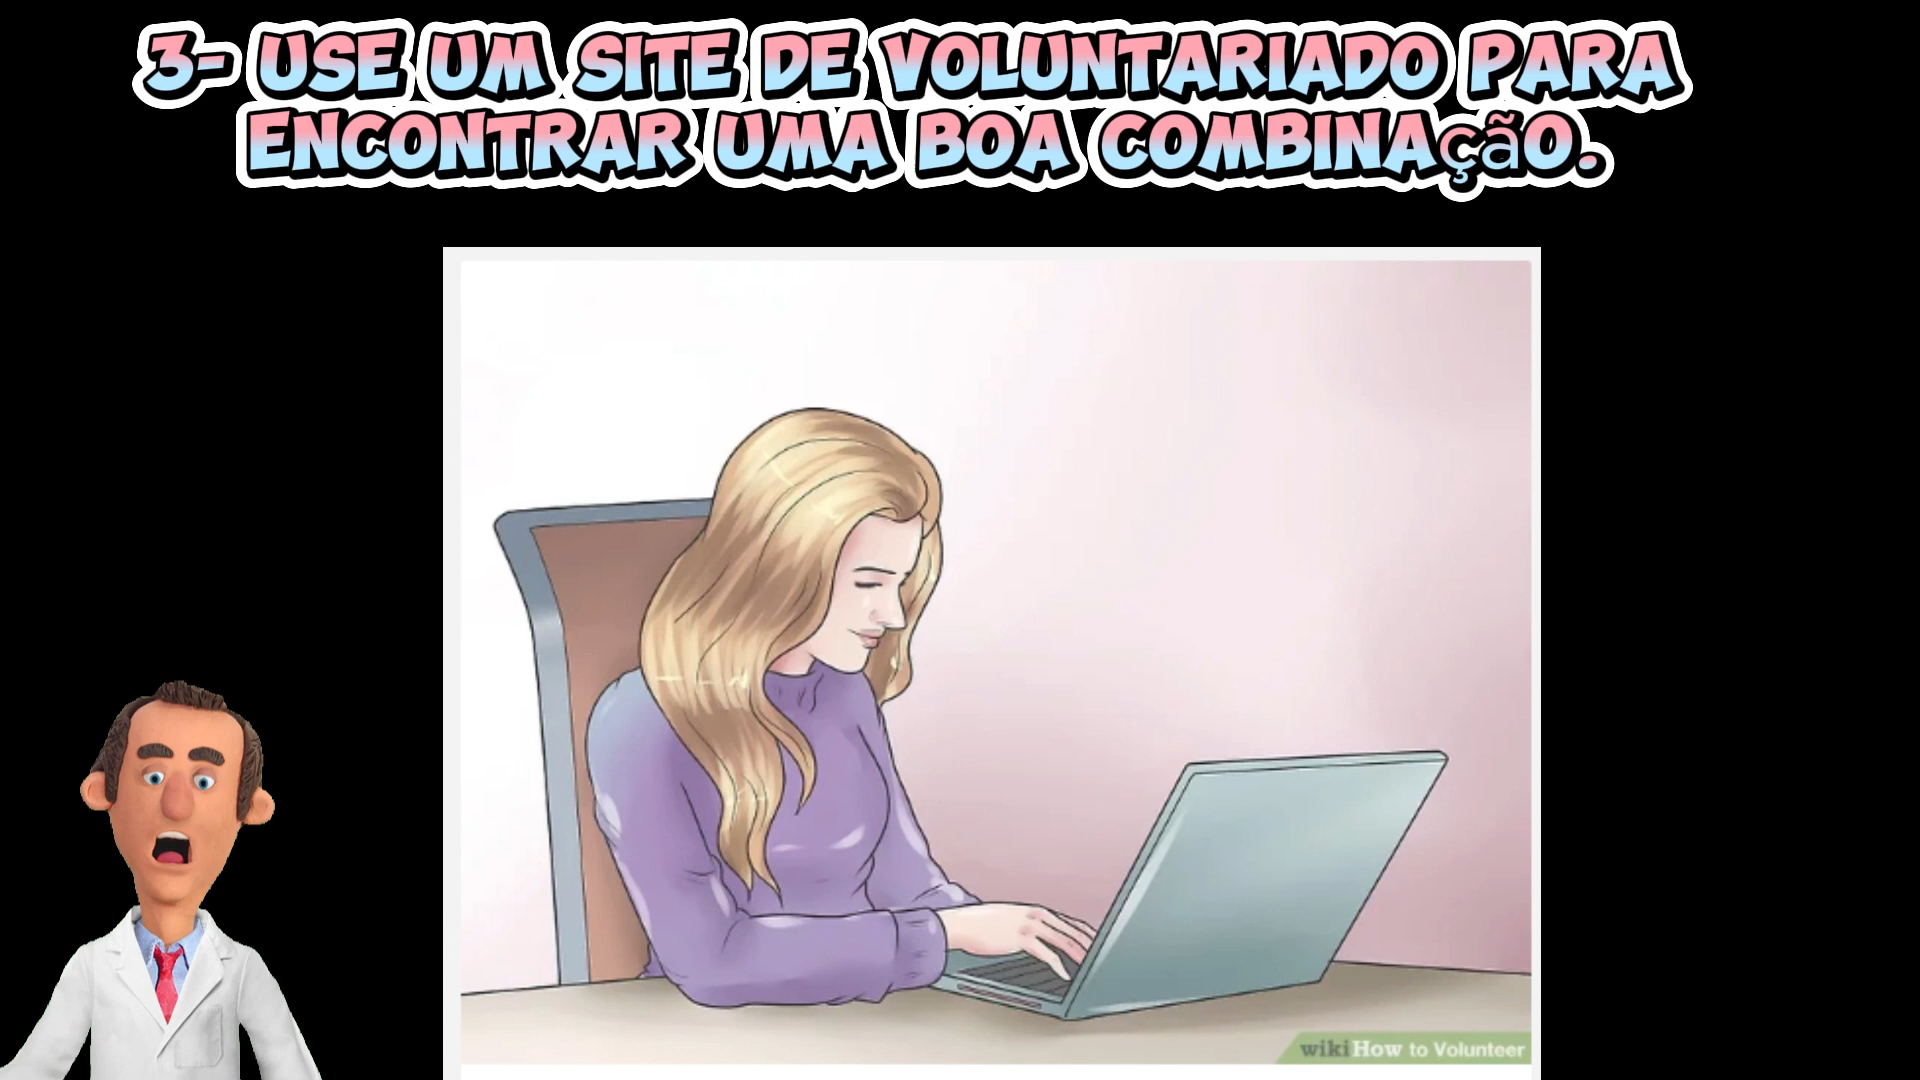 3- USE UM SITE DE VOLUNTARIADO PARA
ENCONTRAR UMA BOA COMBINAção.
wikiHow to Volunteer